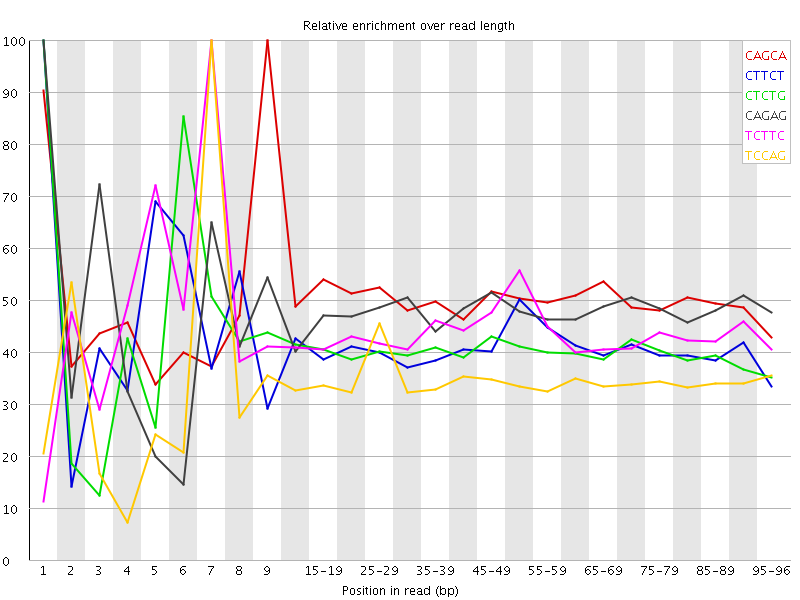 Relative enrichment over read length
100
90
80
70
60
50
40
30
20
10
0
CAGCA
CTTCT
CTCTG
CAGAG
TCTTC
TCCAG
1 2 3 4 5 6 7 8 9 15-19 25-29 35-39 45-49 55-59 65-69 75-79 85-89 95-96
Position in read (bp)